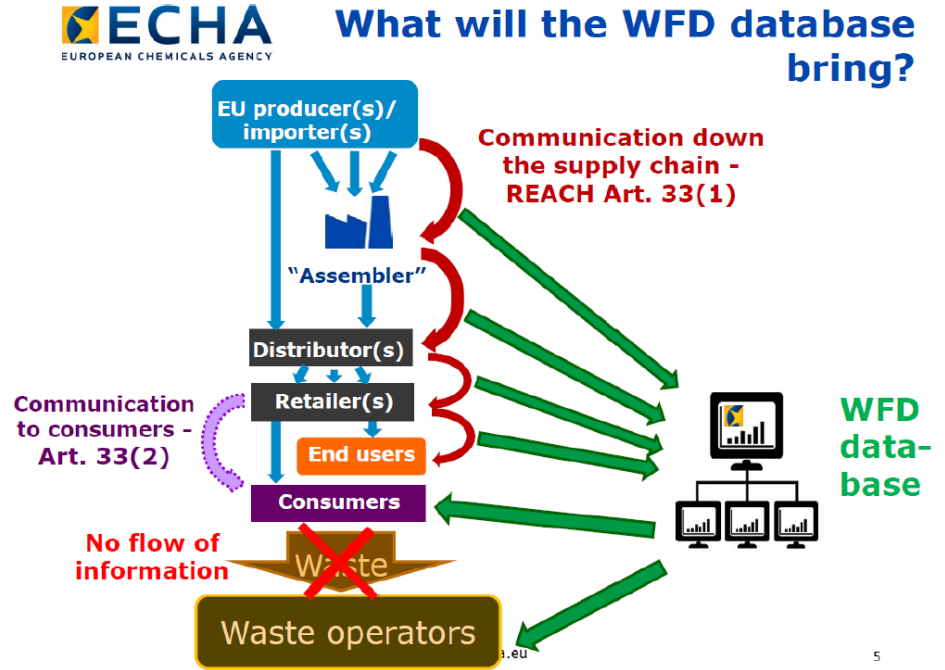 ECHA
EUROPEAN CHEMICALS AGENCY
What will the WFD database
bring?
EU producer(s)/
importer(s)
Communication down
the supply chain -
REACH Art. 33(1)
“Assembler”
Distributor(s)
Retailer(s)
Communication
to consumers -
Art. 33(2)
End users
Consumers
WFD
data-
base
No flow of
information
Waste
Waste operators
a.eu
5